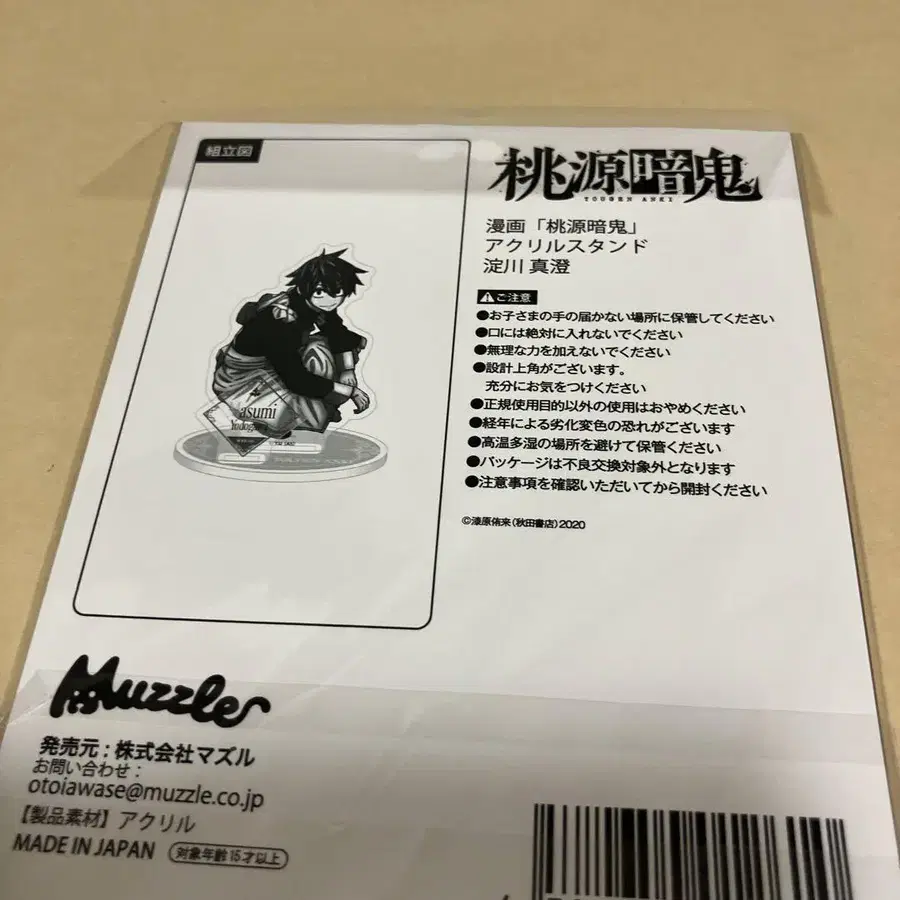 組立図
桃源暗鬼
TOUGEN ANKI
漫画「桃源暗鬼」
アクリルスタンド
淀川 真澄
ご注意
●お子さまの手の届かない場所に保管してください
●口には絶対に入れないでください
●無理な力を加えないでください
●設計上角がございます。
充分にお気をつけください
●正規使用目的以外の使用はおやめください
●経年による劣化変色の恐れがございます
●高温多湿の場所を避けて保管ください
●パッケージは不良交換対象外となります
●注意事項を確認いただいてから開封ください
©漆原侑来(秋田書店)2020
asumi
Muzzle
発売元:株式会社マズル
お問い合わせ:
otoiawase@muzzle.co.jp
【製品素材】アクリル
MADE IN JAPAN 対象年齢15才以上